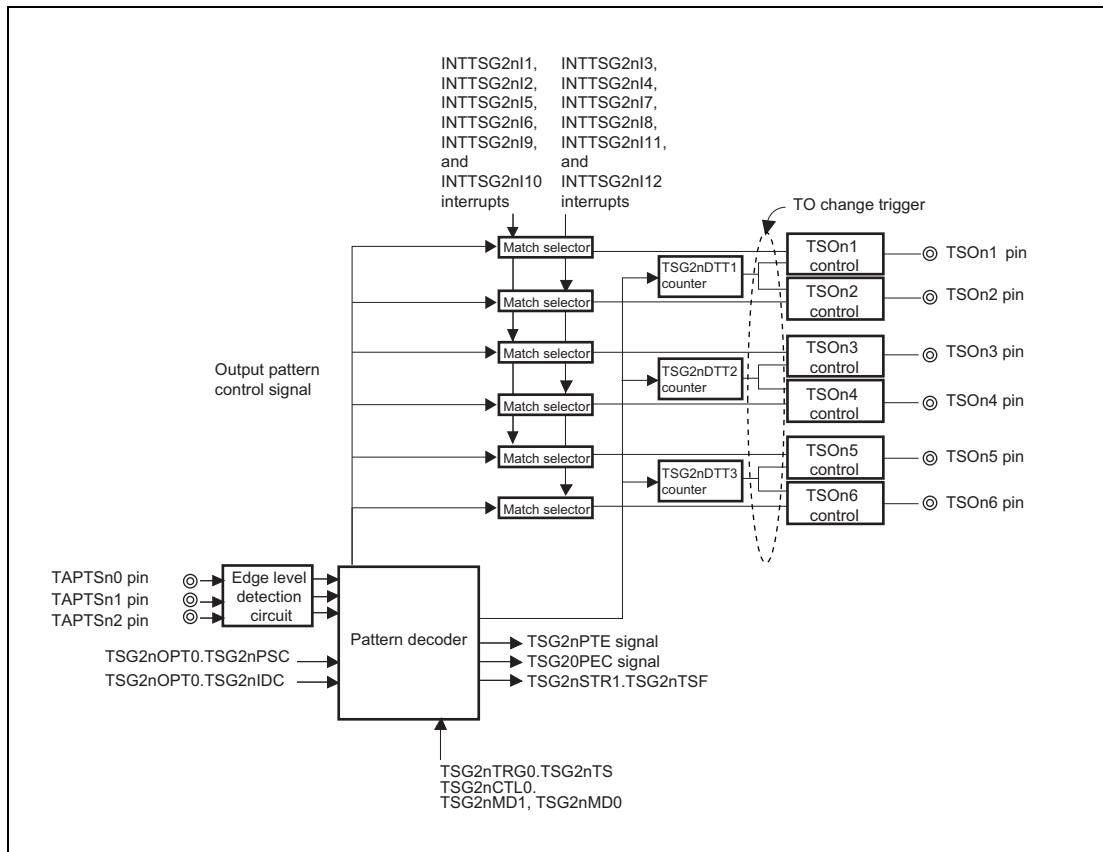 INTTSG2nI1,
INTTSG2nI2,
INTTSG2nI5,
INTTSG2nI6,
INTTSG2nI9,
and
INTTSG2nI10
interrupts
INTTSG2nI3,
INTTSG2nI4,
INTTSG2nI7,
INTTSG2nI8,
INTTSG2nI11,
and
INTTSG2nI12
interrupts
TO change trigger
Match selector
TSG2nDTT1
counter
TSOn1
control
TSOn1 pin
Match selector
TSOn2
control
TSOn2 pin
Match selector
TSG2nDTT2
counter
TSOn3
control
TSOn3 pin
Output pattern
control signal
Match selector
TSOn4
control
TSOn4 pin
Match selector
TSG2nDTT3
counter
TSOn5
control
TSOn5 pin
Match selector
TSOn6
control
TSOn6 pin
TAPTSn0 pin
TAPTSn1 pin
TAPTSn2 pin
Edge level
detection
circuit
Pattern decoder
TSG2nOPT0.TSG2nPSC
TSG2nOPT0.TSG2nIDC
TSG2nPTE signal
TSG20PEC signal
TSG2nSTR1.TSG2nTSF
TSG2nTRG0.TSG2nTS
TSG2nCTL0.
TSG2nMD1, TSG2nMD0